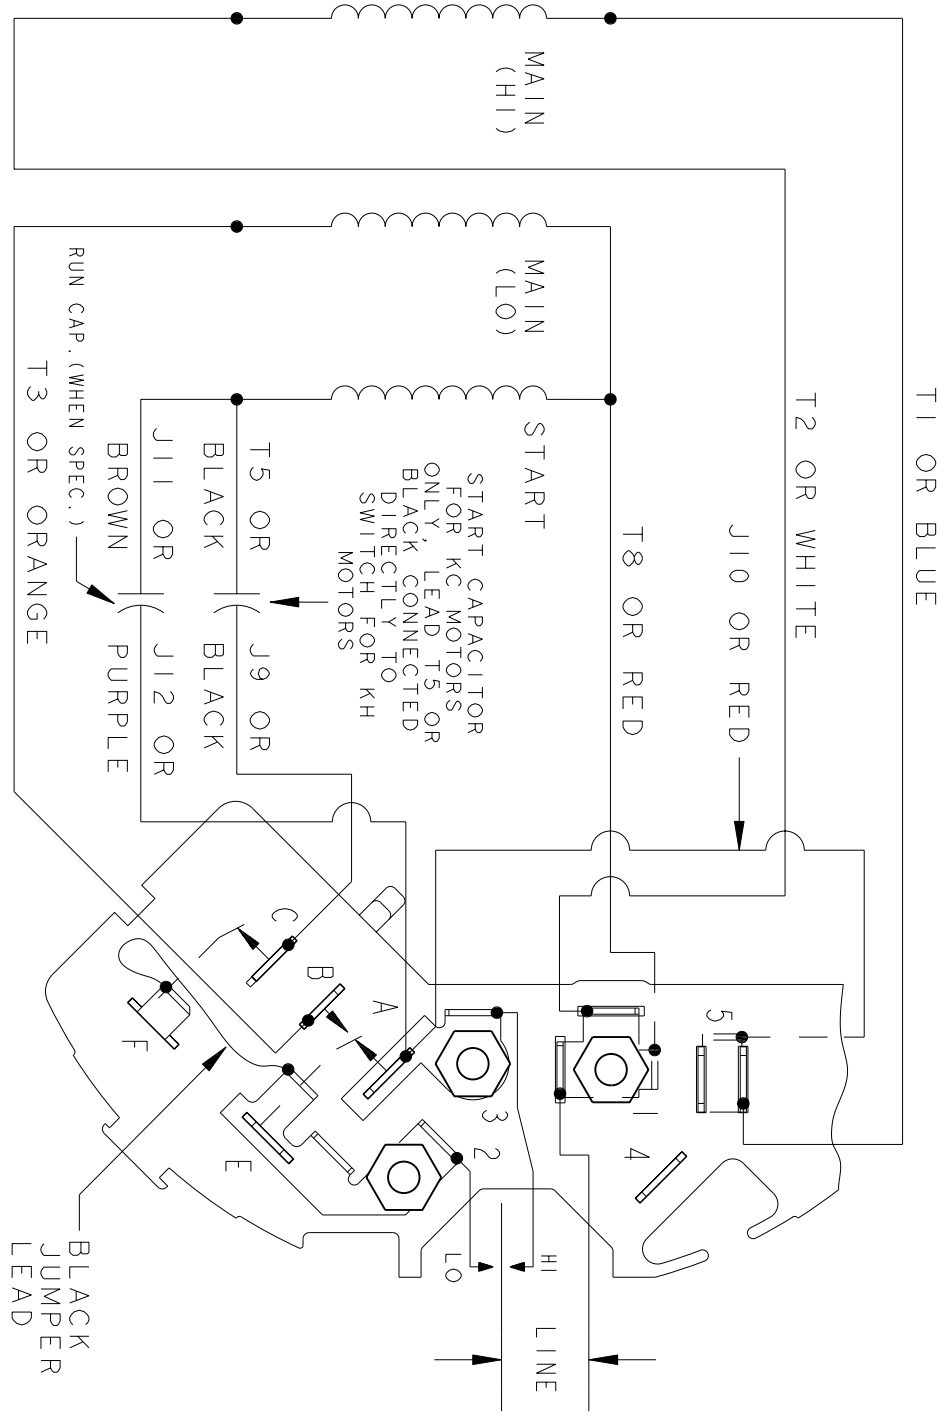 MAIN
(HI)
MAIN
(LO)
START
RUN CAP. (WHEN SPEC.)
T3 OR ORANGE
J11 OR
BROWN
J12 OR
PURPLE
T5 OR
BLACK
J9 OR
BLACK
START CAPACITOR
FOR KC MOTORS
ONLY, LEAD T5 OR
BLACK CONNECTED
DIRECTLY TO
SWITCH FOR KH
MOTORS
T8 OR RED
J10 OR RED
T2 OR WHITE
T1 OR BLUE
C
B
A
F
E
5
1
4
3
2
HI
LO
LINE
BLACK
JUMPER
LEAD